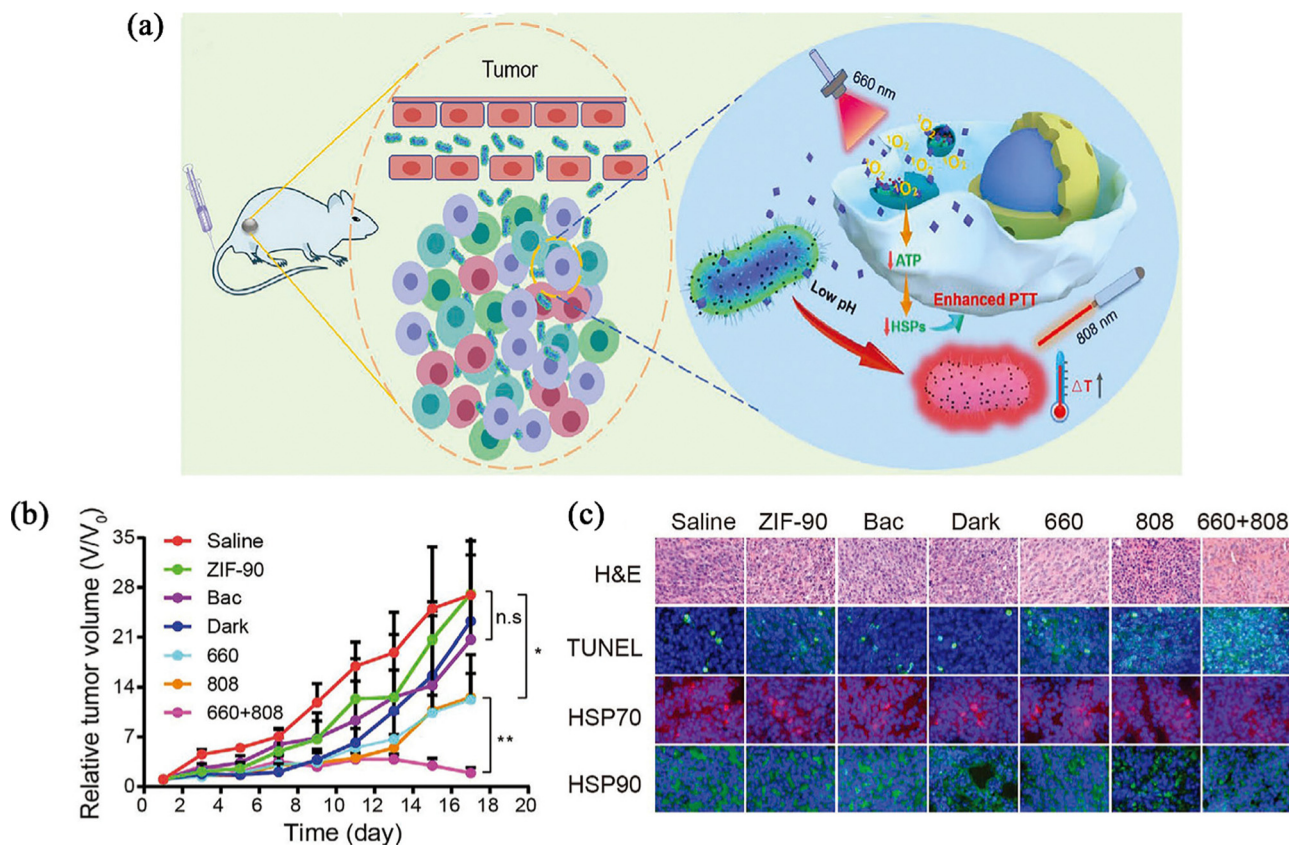 (a)
Tumor
660 nm
¹O₂
¹O₂
¹O₂
¹O₂
¹O₂
¹O₂
ATP
Low pH
Enhanced PTT
HSPs
808 nm
△T
(b)
Relative tumor volume (V/V₀)
35
28
21
14
7
0
Saline
ZIF-90
Bac
Dark
660
808
660+808
n.s
*
**
0 2 4 6 8 10 12 14 16 18 20
Time (day)
(c)
Saline ZIF-90 Bac Dark 660 808 660+808
H&E
TUNEL
HSP70
HSP90